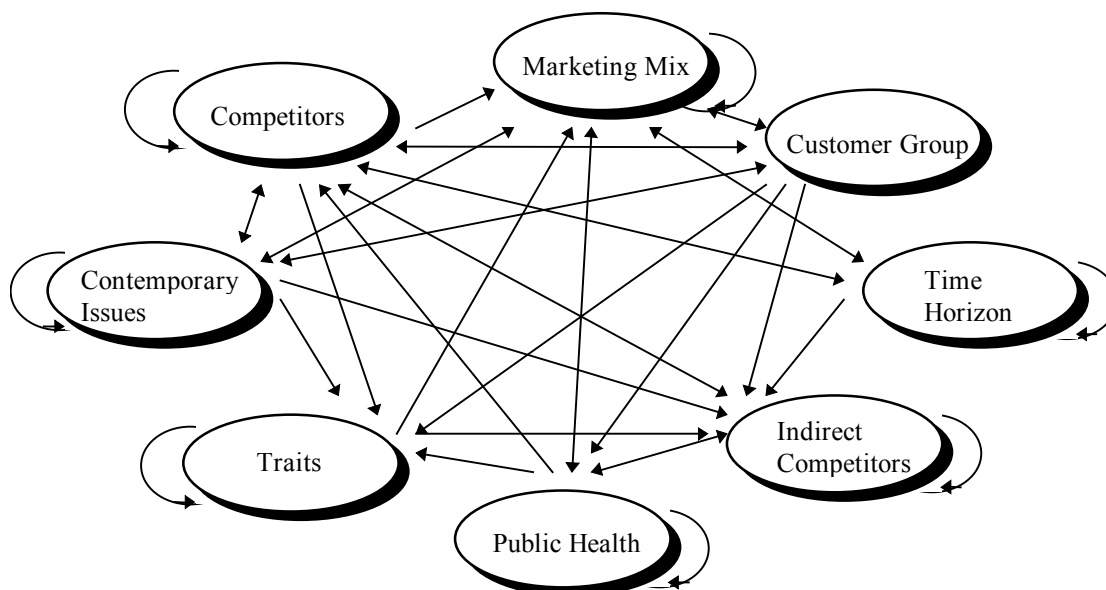 Marketing Mix
Competitors
Customer Group
Contemporary
Issues
Time
Horizon
Traits
Indirect
Competitors
Public Health